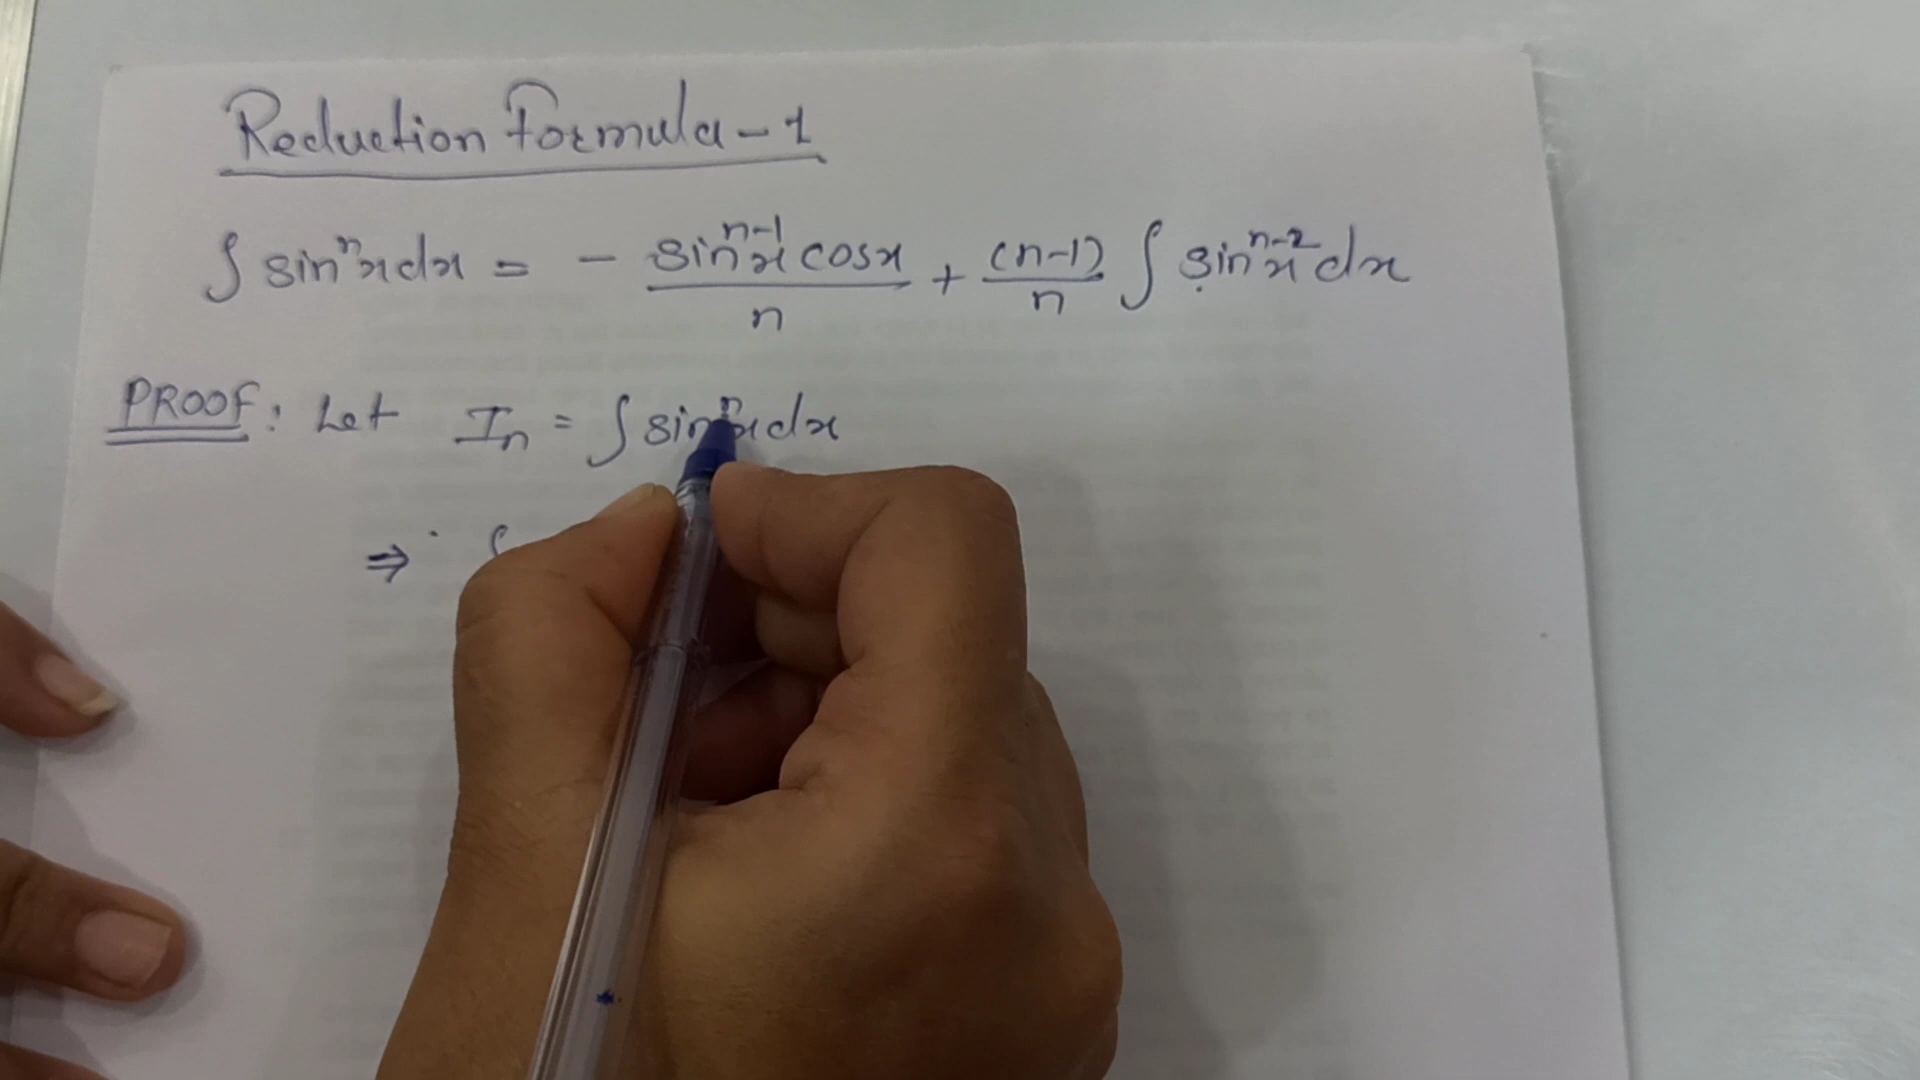 Reduction Formula-1
∫ sinⁿx dx = - sinⁿ⁻¹x cosx / n + (n-1)/n ∫ sinⁿ⁻²x dx
PROOF: Let Iₙ = ∫ sinⁿx dx
⇒ ∫